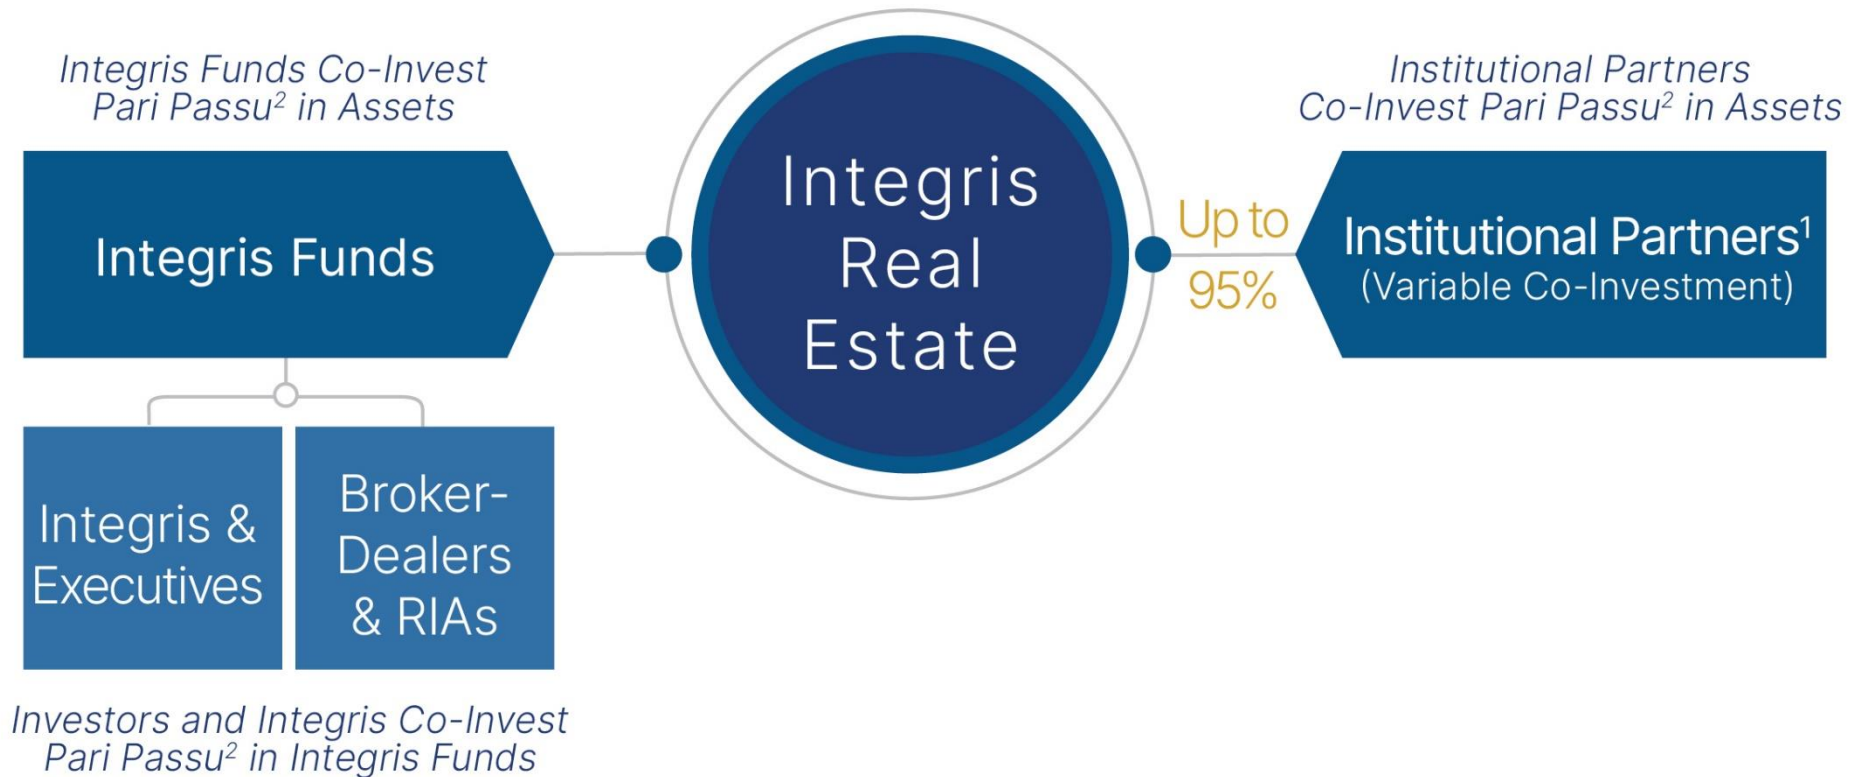 Integris Funds Co-Invest
Pari Passu² in Assets
Integris Funds
Integris &
Executives
Broker-
Dealers
& RIAs
Investors and Integris Co-Invest
Pari Passu² in Integris Funds
Integris
Real
Estate
Up to
95%
Institutional Partners
Co-Invest Pari Passu² in Assets
Institutional Partners¹
(Variable Co-Investment)